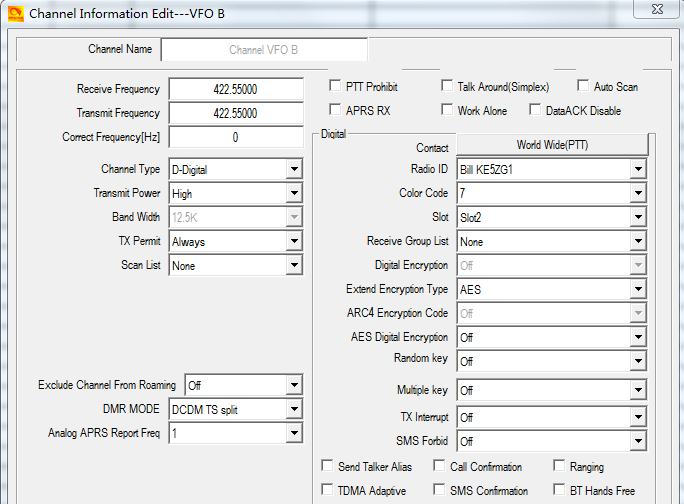 Channel Information Edit---VFO B
Channel Name Channel VFO B
Receive Frequency 422.55000
Transmit Frequency 422.55000
Correct Frequency[Hz] 0
Channel Type D-Digital
Transmit Power High
Band Width 12.5K
TX Permit Always
Scan List None
Exclude Channel From Roaming Off
DMR MODE DCDM TS split
Analog APRS Report Freq 1
PTT Prohibit Talk Around(Simplex) Auto Scan
APRS RX Work Alone DataACK Disable
Digital
Contact World Wide(PTT)
Radio ID Bill KE5ZG1
Color Code 7
Slot Slot2
Receive Group List None
Digital Encryption Off
Extend Encryption Type AES
ARC4 Encryption Code Off
AES Digital Encryption Off
Random key Off
Multiple key Off
TX Interrupt Off
SMS Forbid Off
Send Talker Alias Call Confirmation Ranging
TDMA Adaptive SMS Confirmation BT Hands Free